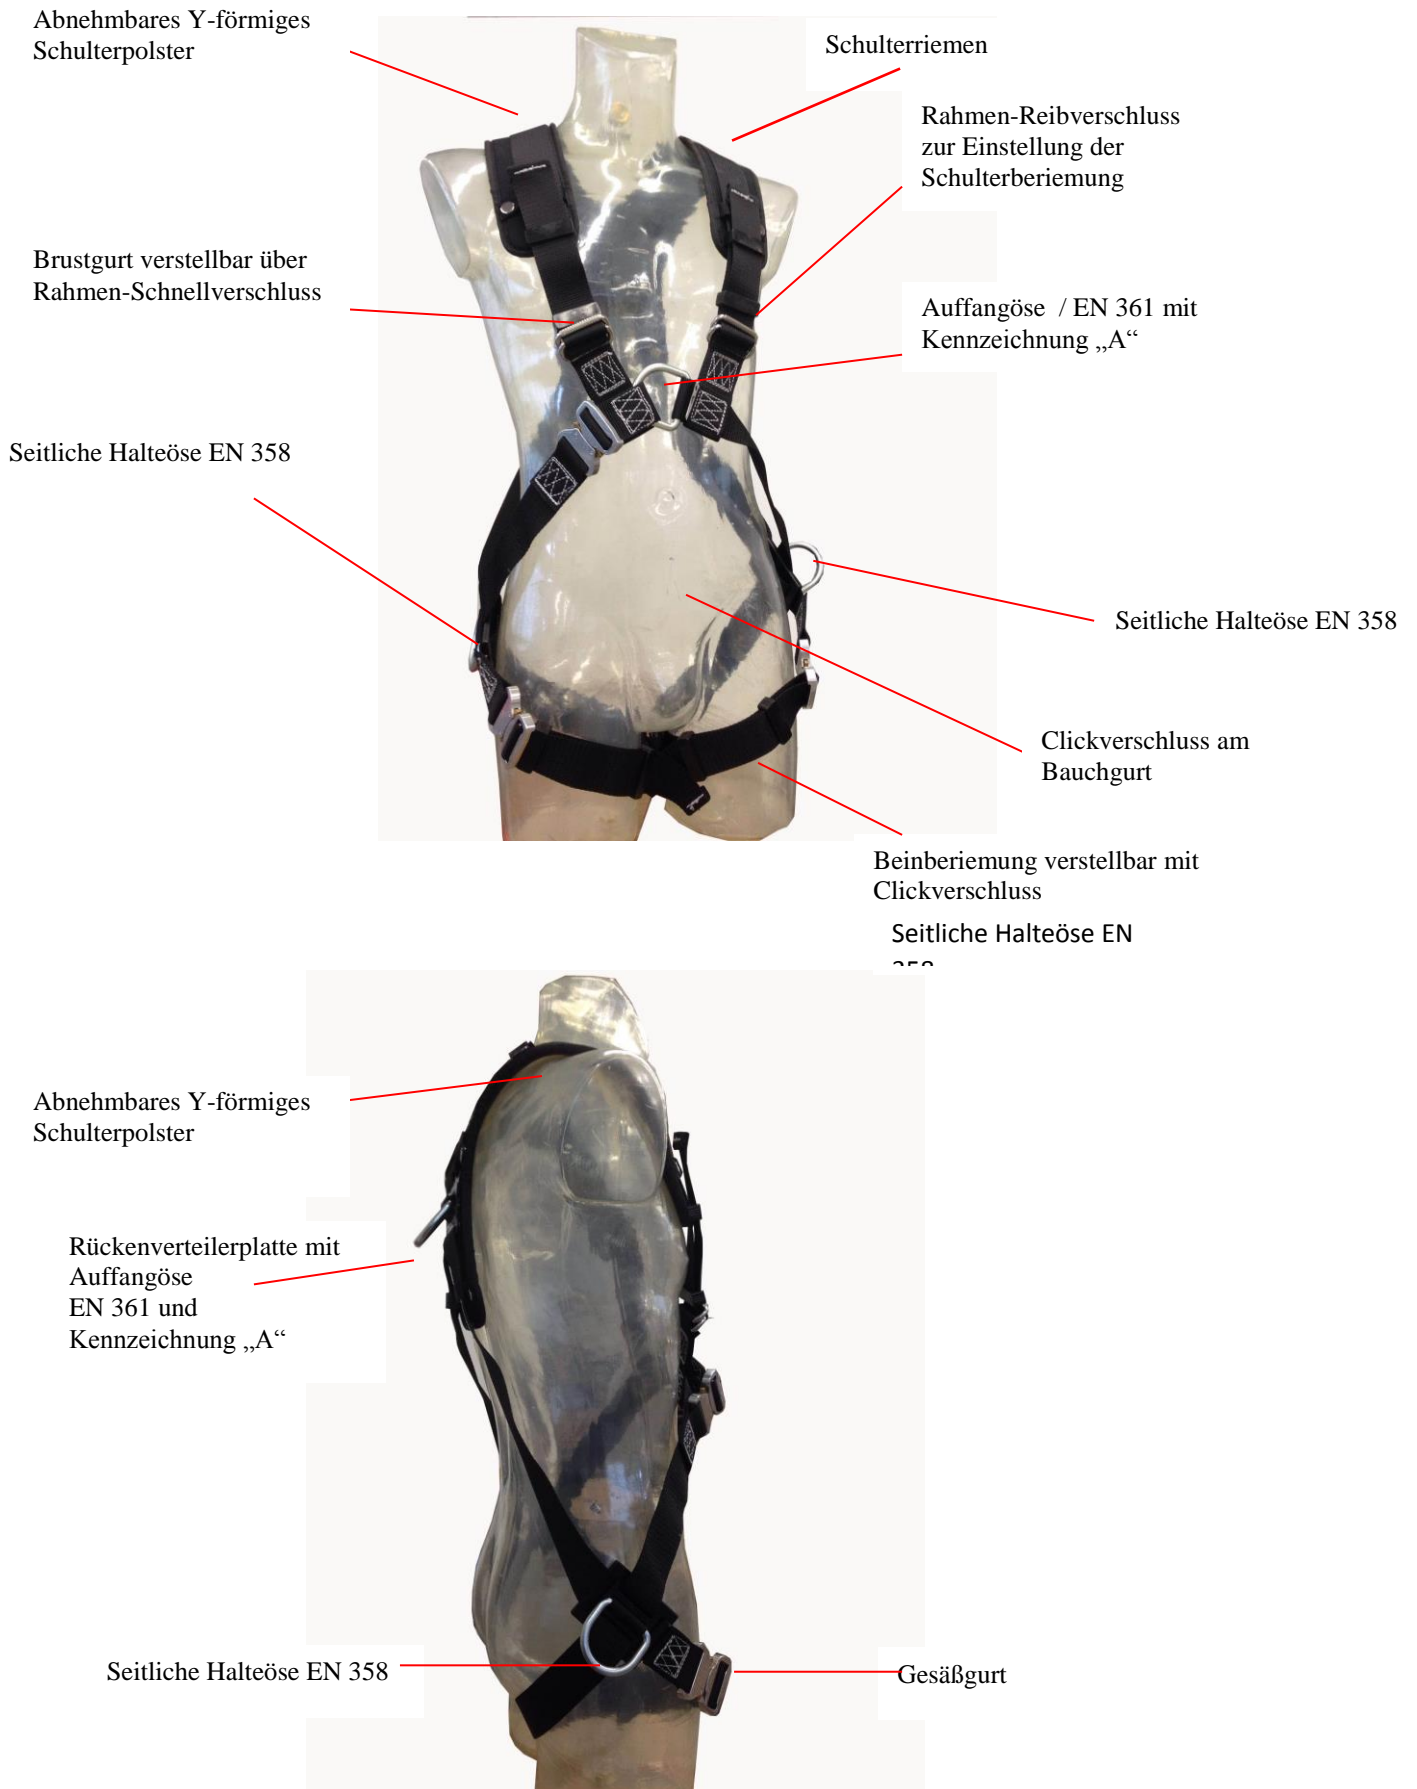 Abnehmbares Y-förmiges
Schulterpolster
Schulterriemen
Rahmen-Reibverschluss
zur Einstellung der
Schulterberiemung
Brustgurt verstellbar über
Rahmen-Schnellverschluss
Auffangöse / EN 361 mit
Kennzeichnung „A“
Seitliche Halteöse EN 358
Seitliche Halteöse EN 358
Clickverschluss am
Bauchgurt
Beinberiemung verstellbar mit
Clickverschluss
Seitliche Halteöse EN
Abnehmbares Y-förmiges
Schulterpolster
Rückenverteilerplatte mit
Auffangöse
EN 361 und
Kennzeichnung „A“
Seitliche Halteöse EN 358
Gesäßgurt